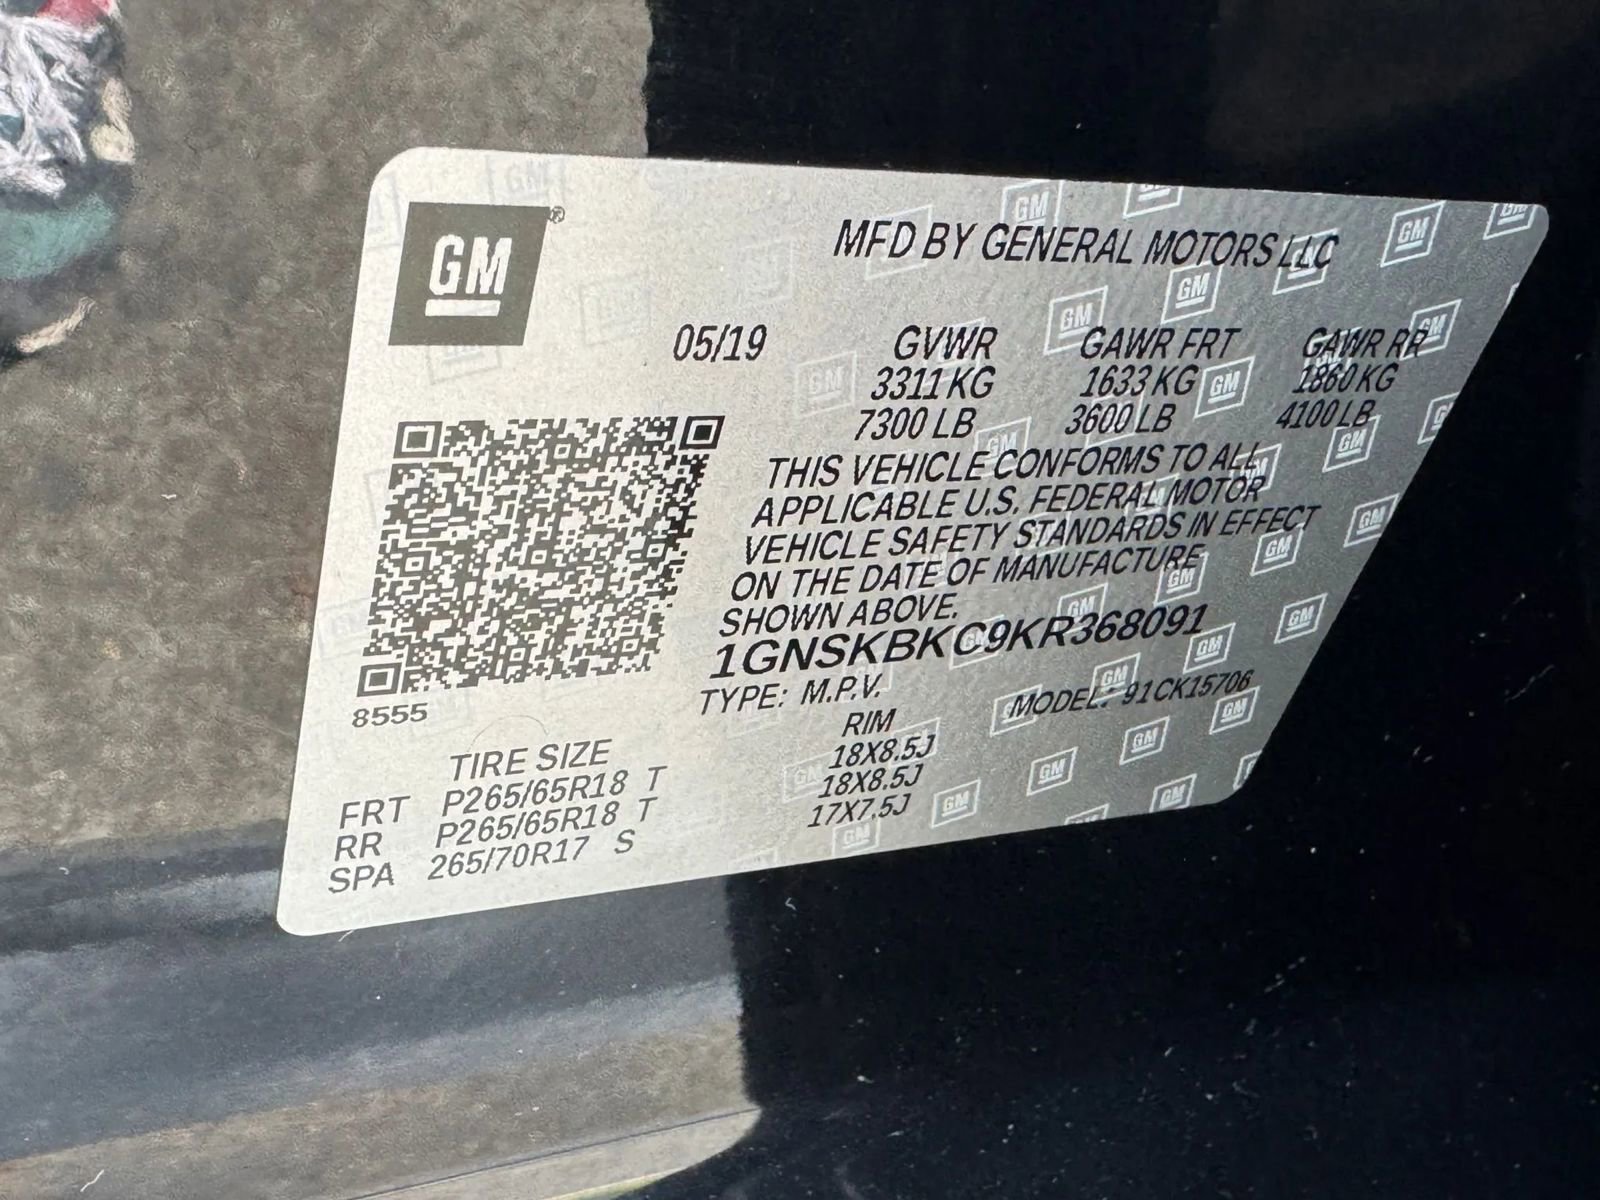 GM®
MFD BY GENERAL MOTORS LLC
05/19 GVWR GAWR FRT GAWR RR
3311 KG 1633 KG 1860 KG
7300 LB 3600 LB 4100 LB
THIS VEHICLE CONFORMS TO ALL
APPLICABLE U.S. FEDERAL MOTOR
VEHICLE SAFETY STANDARDS IN EFFECT
ON THE DATE OF MANUFACTURE
SHOWN ABOVE.
1GNSKBKC9KR368091
TYPE: M.P.V. MODEL: 91CK15706
8555
TIRE SIZE RIM
FRT P265/65R18 T 18X8.5J
RR P265/65R18 T 18X8.5J
SPA 265/70R17 S 17X7.5J